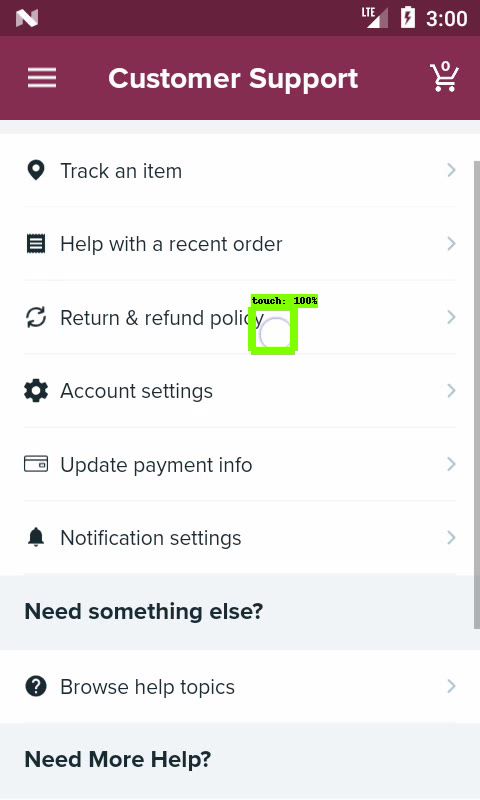 LTE
3:00
Customer Support
0
Track an item
Help with a recent order
touch: 100%
Return & refund policy
Account settings
Update payment info
Notification settings
Need something else?
Browse help topics
Need More Help?